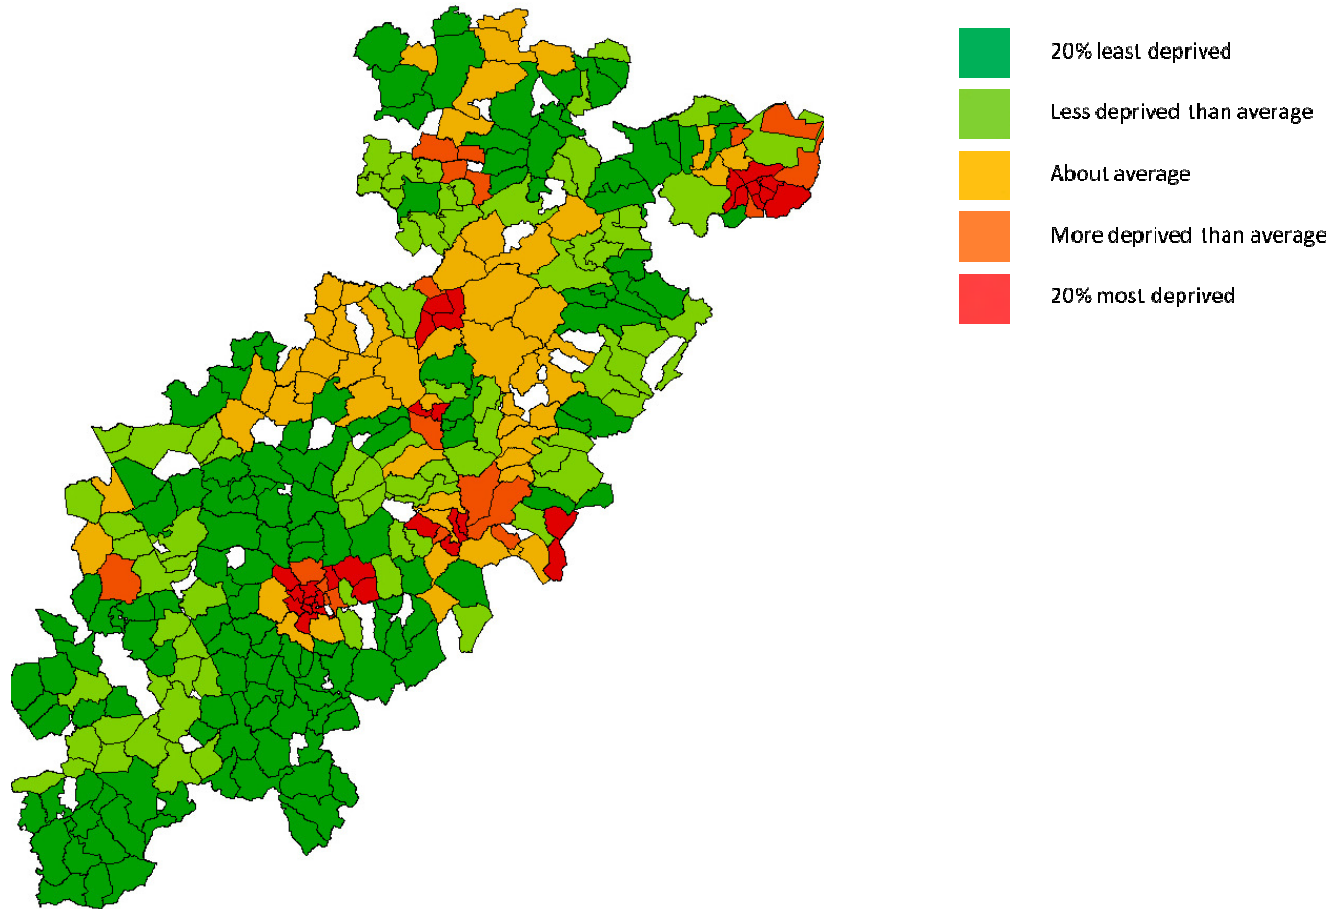 20% least deprived
Less deprived than average
About average
More deprived than average
20% most deprived